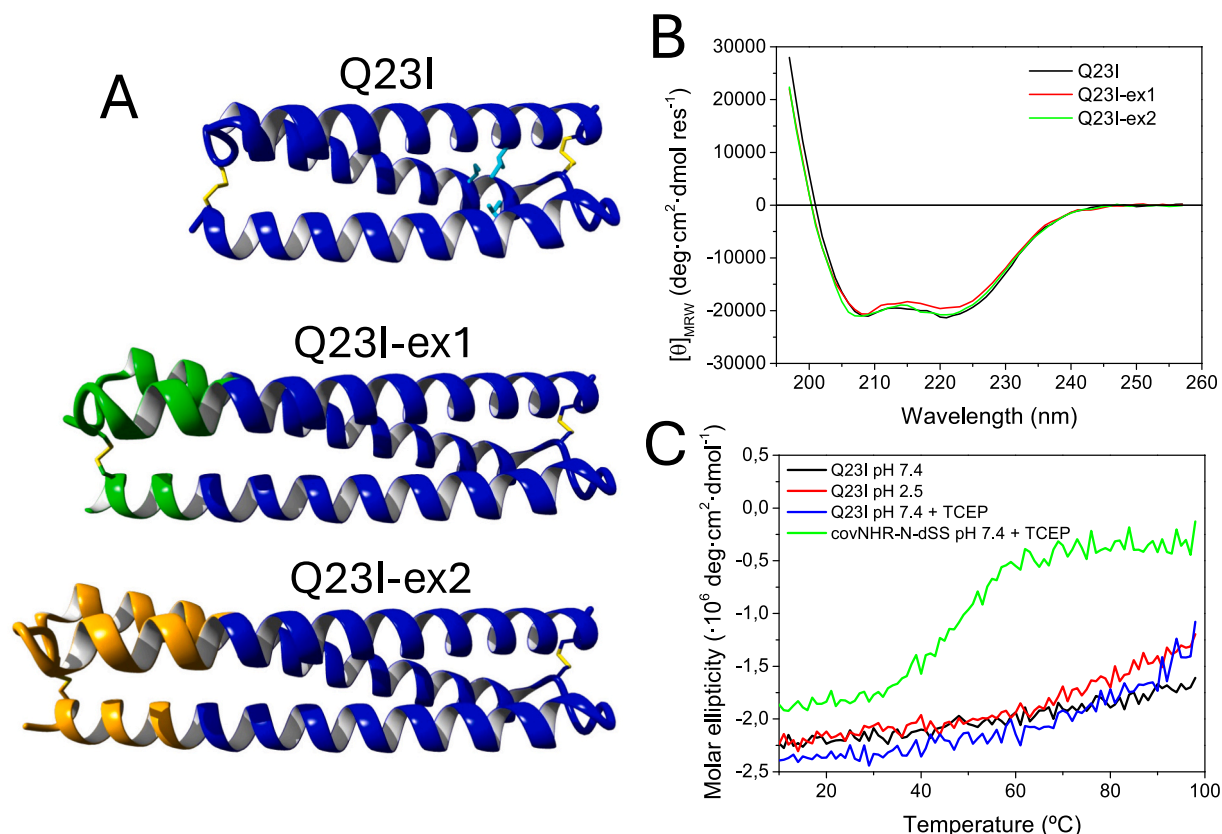 A
Q23I
Q23I-ex1
Q23I-ex2
B
30000
20000
10000
0
-10000
-20000
-30000
[θ]MRW (deg·cm²·dmol res⁻¹)
Q23I
Q23I-ex1
Q23I-ex2
200 210 220 230 240 250 260
Wavelength (nm)
C
0,5
0,0
-0,5
-1,0
-1,5
-2,0
-2,5
Molar ellipticity (·10⁶ deg·cm²·dmol⁻¹)
Q23I pH 7.4
Q23I pH 2.5
Q23I pH 7.4 + TCEP
covNHR-N-dSS pH 7.4 + TCEP
20 40 60 80 100
Temperature (ºC)